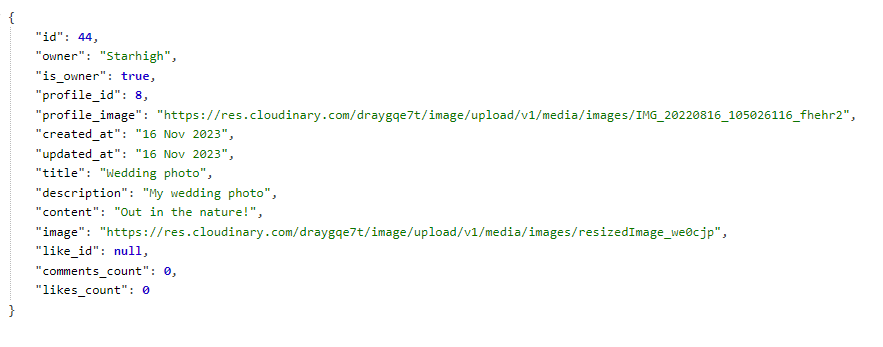 {
"id": 44,
"owner": "Starhigh",
"is_owner": true,
"profile_id": 8,
"profile_image": "https://res.cloudinary.com/draygqe7t/image/upload/v1/media/images/IMG_20220816_105026116_fhehr2",
"created_at": "16 Nov 2023",
"updated_at": "16 Nov 2023",
"title": "Wedding photo",
"description": "My wedding photo",
"content": "Out in the nature!",
"image": "https://res.cloudinary.com/draygqe7t/image/upload/v1/media/images/resizedImage_we0cjp",
"like_id": null,
"comments_count": 0,
"likes_count": 0
}